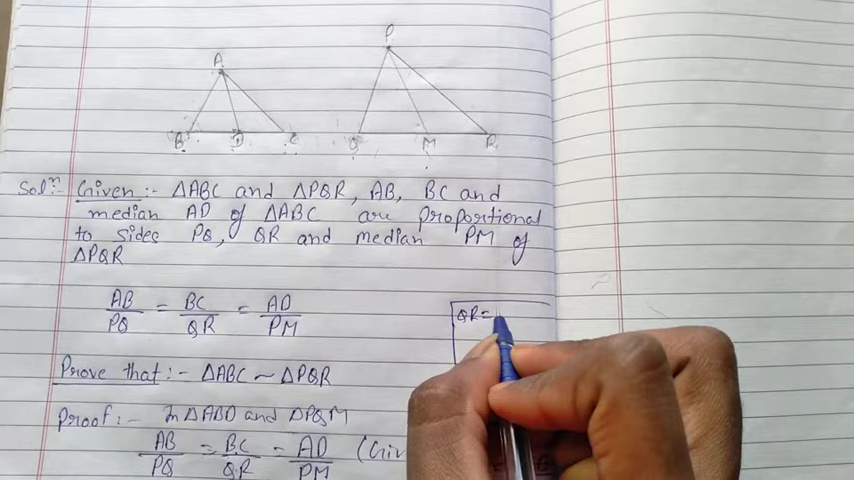 A
P
B D C
Q M R
Solⁿ:- Given :- ΔABC and ΔPQR, AB, BC and
median AD of ΔABC are proportional
to sides PQ, QR and median PM of
ΔPQR
AB/PQ = BC/QR = AD/PM
QR=
Prove that :- ΔABC ~ ΔPQR
Proof :- In ΔABD and ΔPQM
AB/PQ = BC/QR = AD/PM (Giv